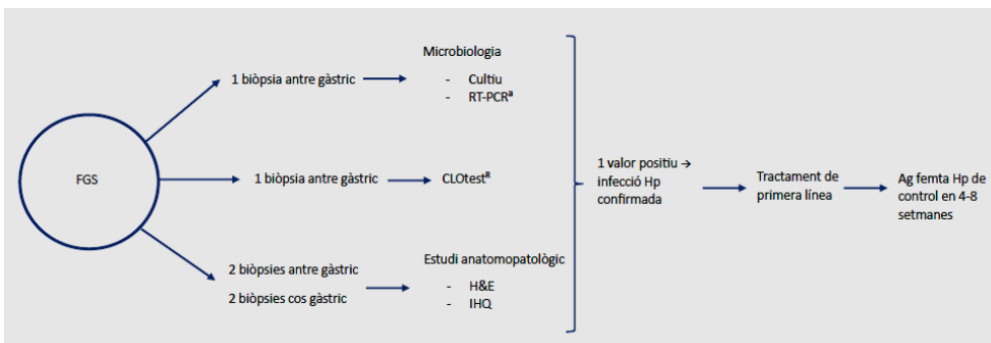 FGS
1 biòpsia antre gàstric
Microbiologia
- Cultiu
- RT-PCRª
1 biòpsia antre gàstric
CLOtestª
2 biòpsies antre gàstric
2 biòpsies cos gàstric
Estudi anatomopatològic
- H&E
- IHQ
1 valor positiu →
infecció Hp
confirmada
Tractament de
primera línea
Ag femta Hp de
control en 4-8
setmanes